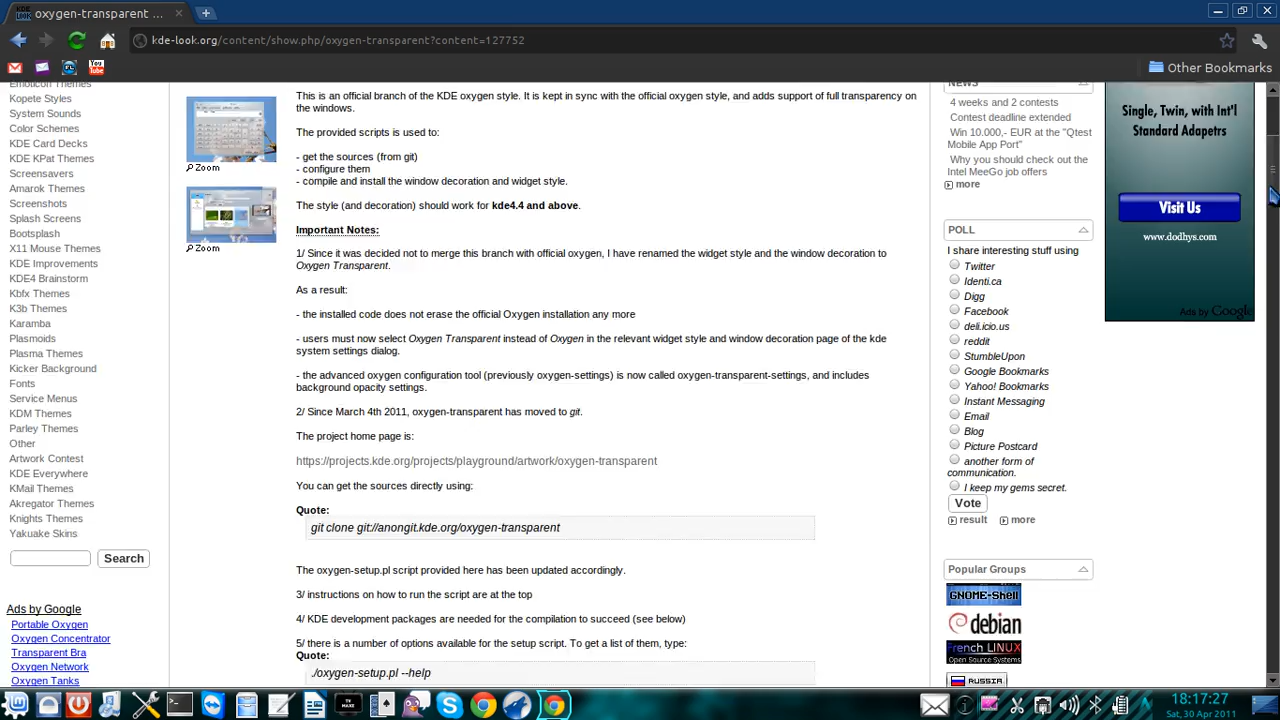 KDE LOOK oxygen-transparent ...
kde-look.org/content/show.php/oxygen-transparent?content=127752
You Tube
Other Bookmarks
Emoticon Themes
Kopete Styles
System Sounds
Color Schemes
KDE Card Decks
KDE KPat Themes
Screensavers
Amarok Themes
Screenshots
Splash Screens
Bootsplash
X11 Mouse Themes
KDE Improvements
KDE4 Brainstorm
Kbfx Themes
K3b Themes
Karamba
Plasmoids
Plasma Themes
Kicker Background
Fonts
Service Menus
KDM Themes
Parley Themes
Other
Artwork Contest
KDE Everywhere
KMail Themes
Akregator Themes
Knights Themes
Yakuake Skins
Search
Ads by Google
Portable Oxygen
Oxygen Concentrator
Transparent Bra
Oxygen Network
Oxygen Tanks
Zoom
Zoom
This is an official branch of the KDE oxygen style. It is kept in sync with the official oxygen style, and adds support of full transparency on
the windows.
The provided scripts is used to:
- get the sources (from git)
- configure them
- compile and install the window decoration and widget style.
The style (and decoration) should work for kde4.4 and above.
Important Notes:
1/ Since it was decided not to merge this branch with official oxygen, I have renamed the widget style and the window decoration to
Oxygen Transparent.
As a result:
- the installed code does not erase the official Oxygen installation any more
- users must now select Oxygen Transparent instead of Oxygen in the relevant widget style and window decoration page of the kde
system settings dialog.
- the advanced oxygen configuration tool (previously oxygen-settings) is now called oxygen-transparent-settings, and includes
background opacity settings.
2/ Since March 4th 2011, oxygen-transparent has moved to git.
The project home page is:
https://projects.kde.org/projects/playground/artwork/oxygen-transparent
You can get the sources directly using:
Quote:
git clone git://anongit.kde.org/oxygen-transparent
The oxygen-setup.pl script provided here has been updated accordingly.
3/ instructions on how to run the script are at the top
4/ KDE development packages are needed for the compilation to succeed (see below)
5/ there is a number of options available for the setup script. To get a list of them, type:
Quote:
./oxygen-setup.pl --help
NEWS
4 weeks and 2 contests
Contest deadline extended
Win 10.000,- EUR at the "Qtest
Mobile App Port"
Why you should check out the
Intel MeeGo job offers
more
POLL
I share interesting stuff using
Twitter
Identi.ca
Digg
Facebook
deli.icio.us
reddit
StumbleUpon
Google Bookmarks
Yahoo! Bookmarks
Instant Messaging
Email
Blog
Picture Postcard
another form of
communication.
I keep my gems secret.
Vote
result more
Popular Groups
GNOME-Shell
debian
French LINUX
Open Source Systems
RUSSIA
Single, Twin, with Int'l
Standard Adapetrs
Visit Us
www.dodhys.com
Ads by Google
18:17:27
Sat, 30 Apr 2011